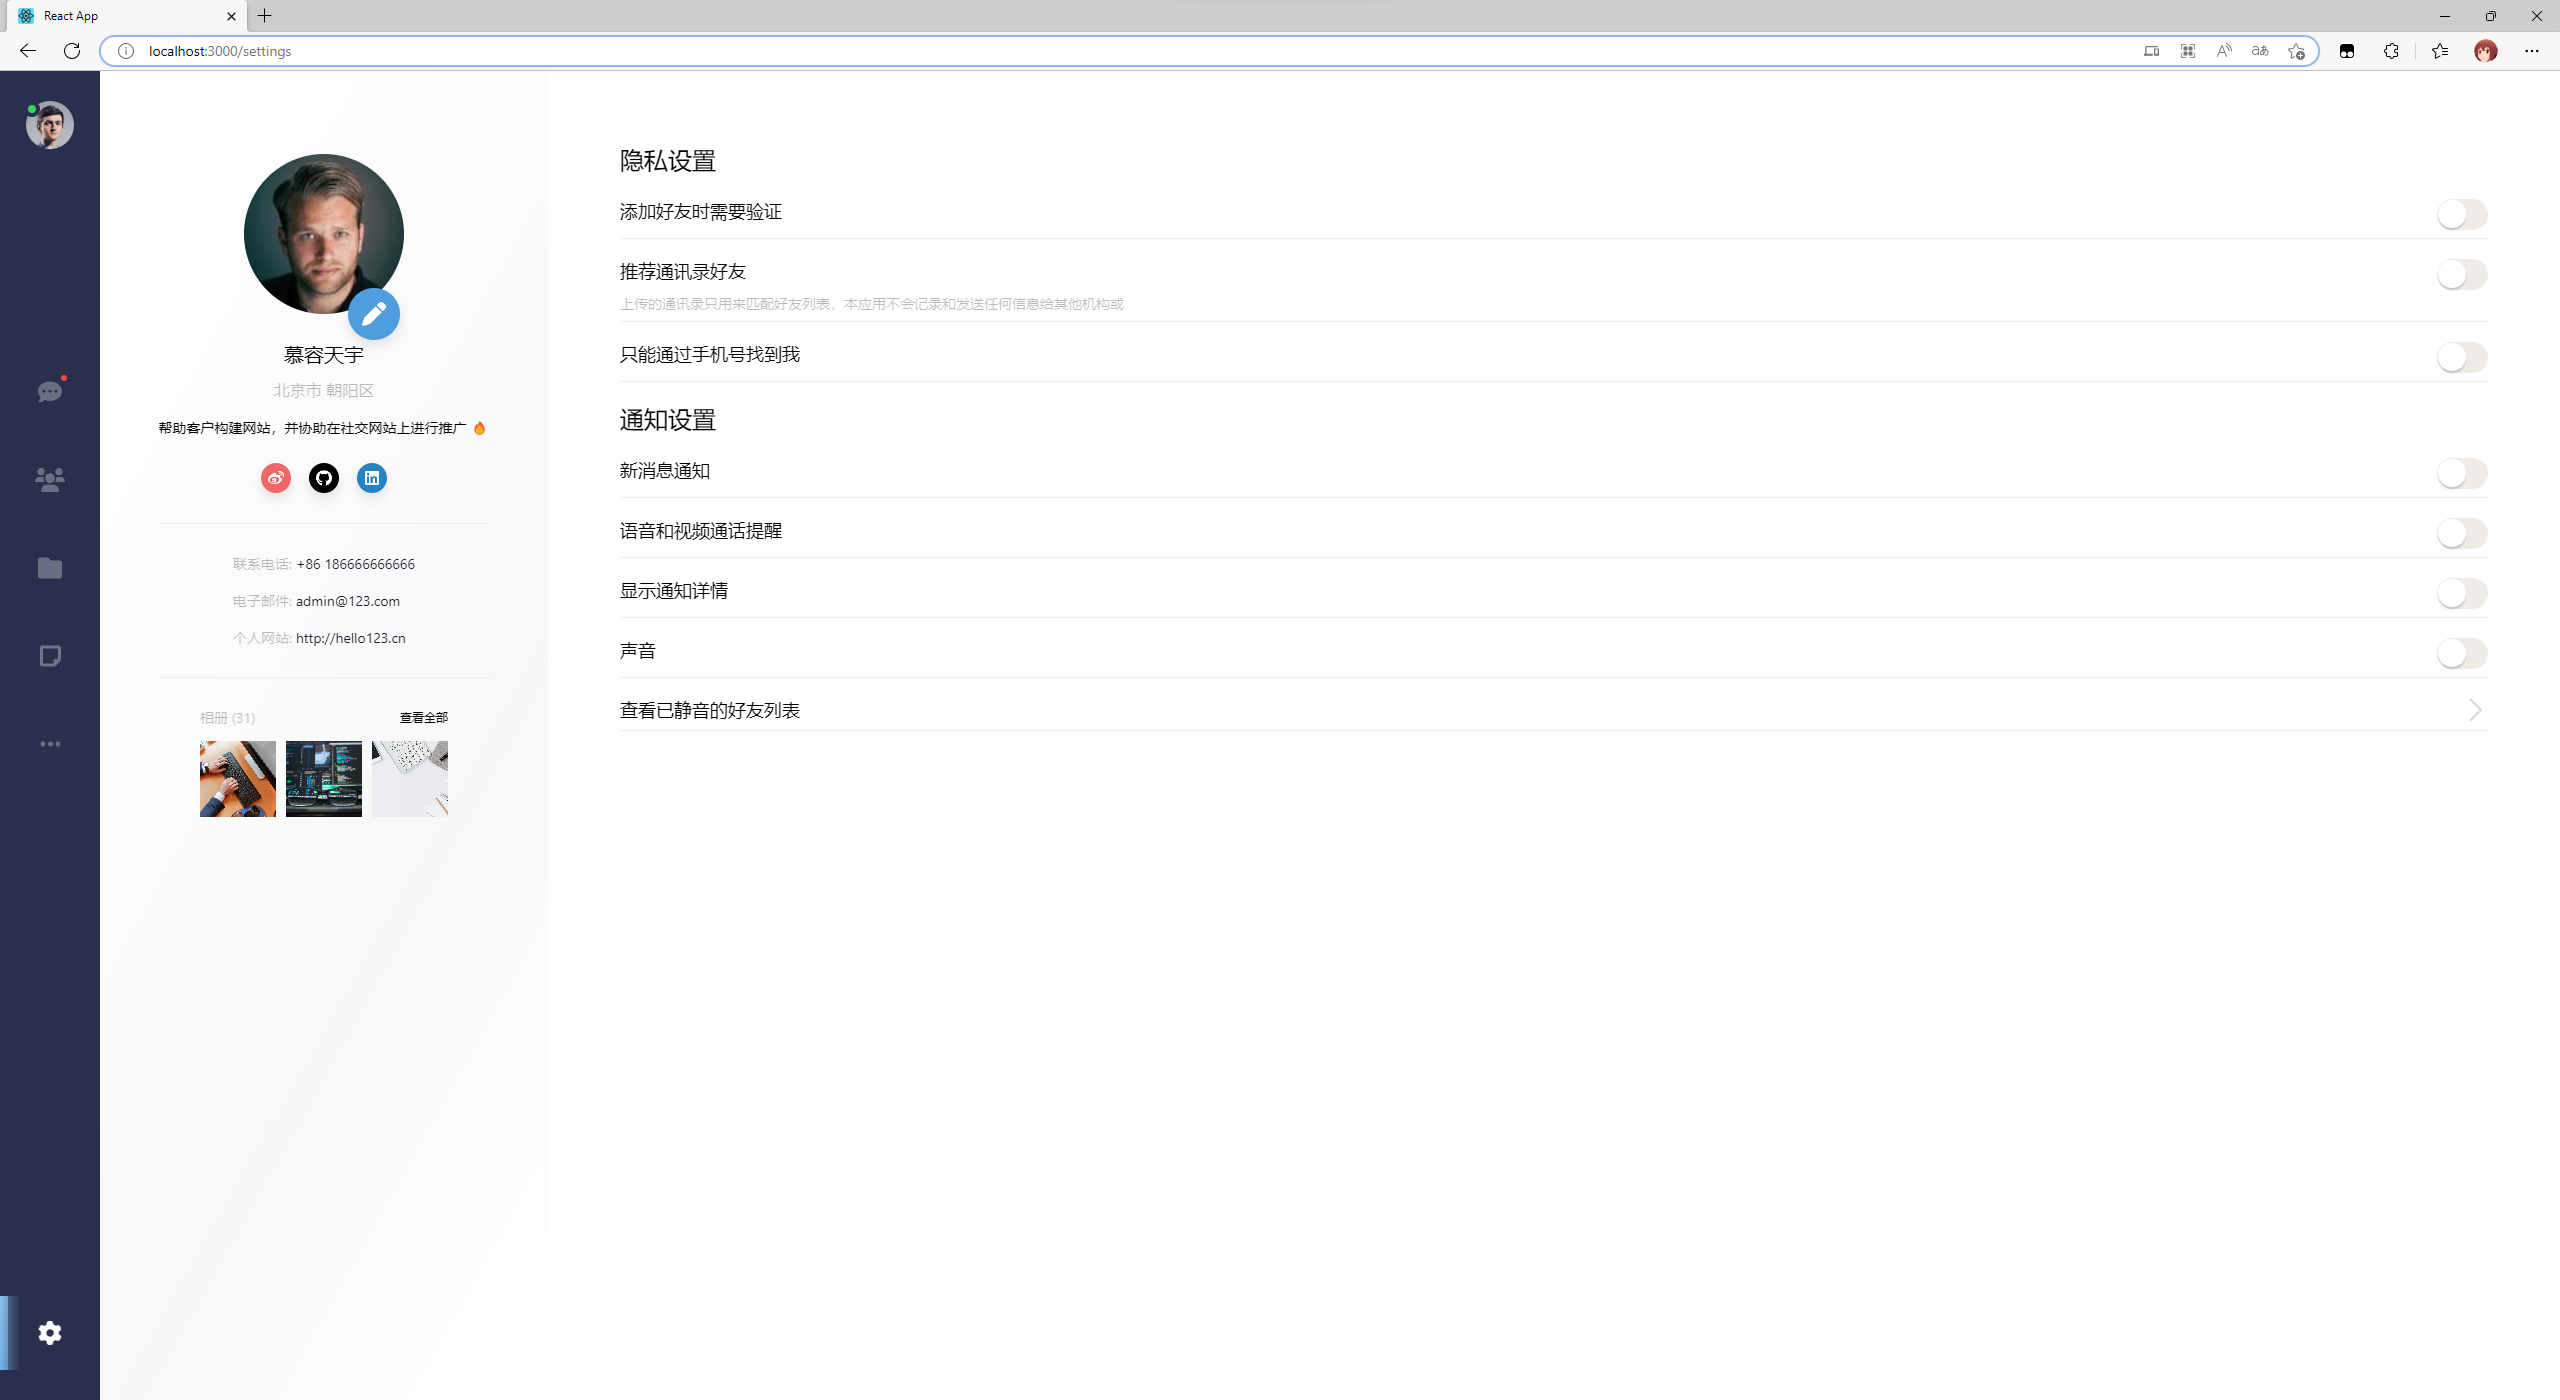 React App
localhost:3000/settings
慕容天宇
北京市 朝阳区
帮助客户构建网站，并协助在社交网站上进行推广 🔥
联系电话: +86 186666666666
电子邮件: admin@123.com
个人网站: http://hello123.cn
相册 (31)
查看全部
隐私设置
添加好友时需要验证
推荐通讯录好友
上传的通讯录只用来匹配好友列表，本应用不会记录和发送任何信息给其他机构或
只能通过手机号找到我
通知设置
新消息通知
语音和视频通话提醒
显示通知详情
声音
查看已静音的好友列表